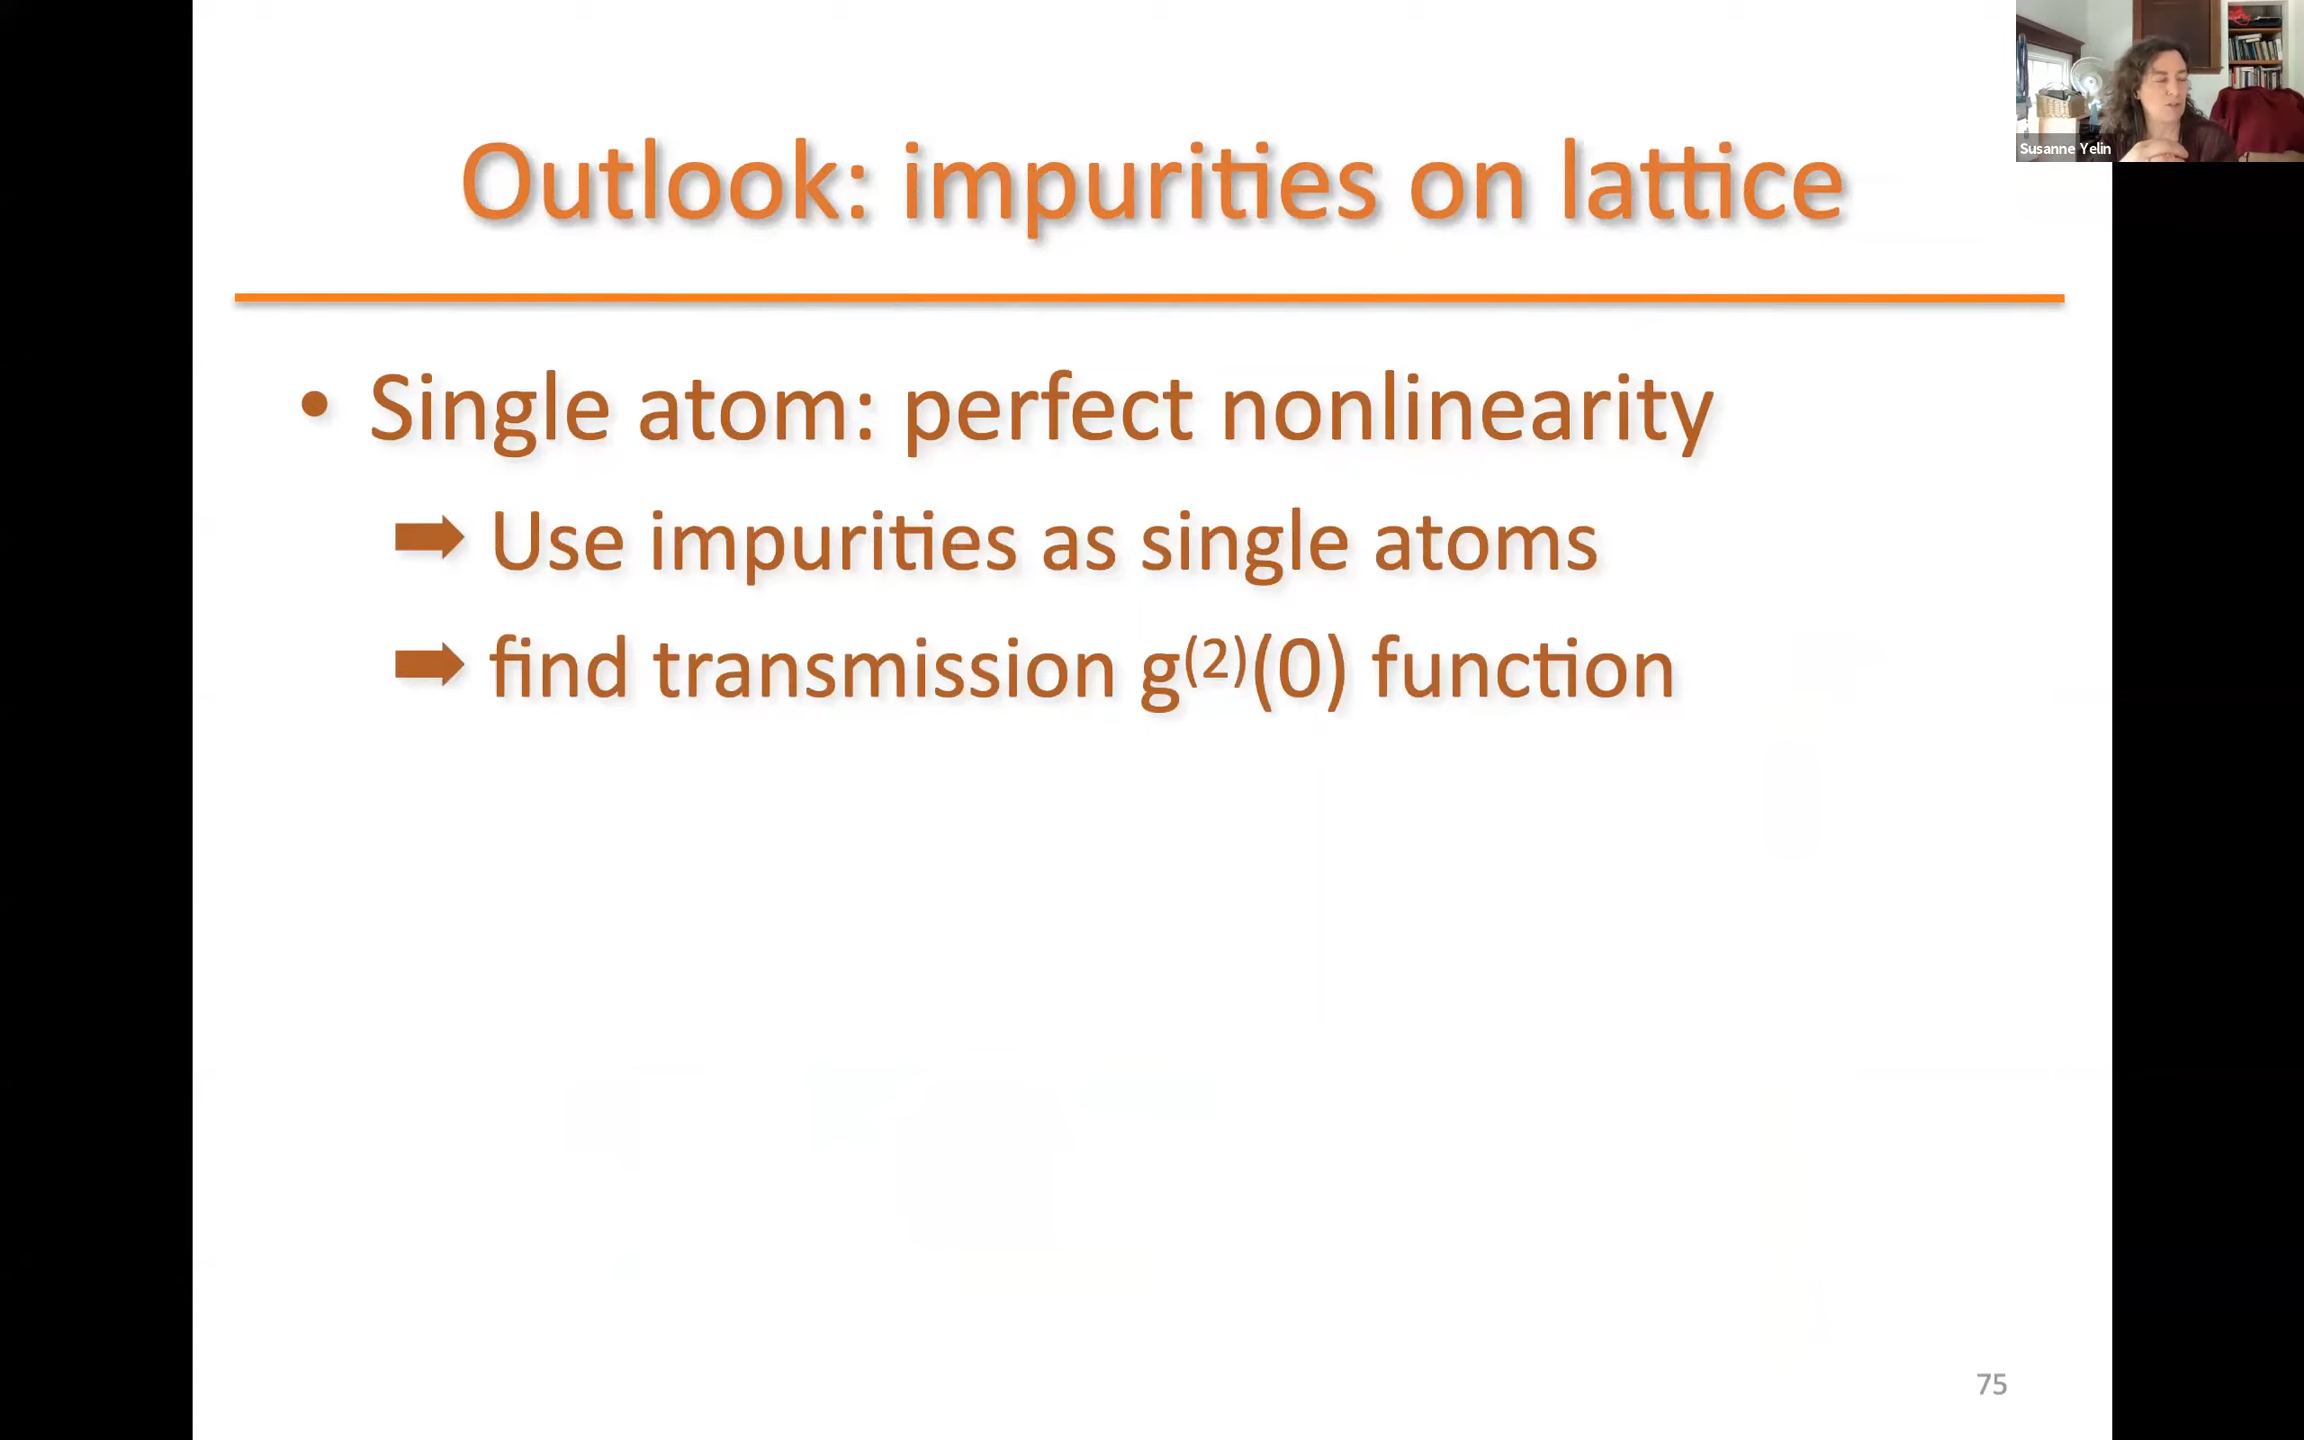 Outlook: impurities on lattice
Susanne Yelin
• Single atom: perfect nonlinearity
➡ Use impurities as single atoms
➡ find transmission g⁽²⁾(0) function
75